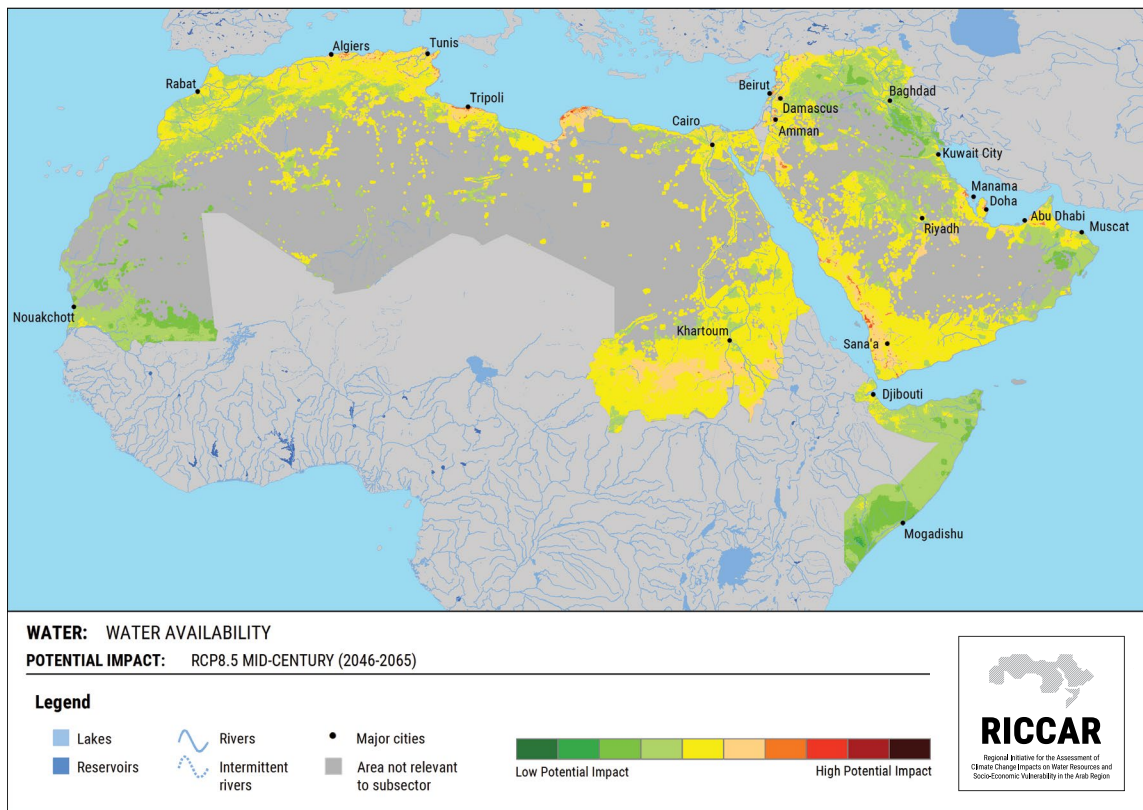 Algiers
Tunis
Rabat
Tripoli
Beirut
Damascus
Baghdad
Cairo
Amman
Kuwait City
Manama
Doha
Abu Dhabi
Riyadh
Muscat
Nouakchott
Khartoum
Sana'a
Djibouti
Mogadishu
WATER: WATER AVAILABILITY
POTENTIAL IMPACT: RCP8.5 MID-CENTURY (2046-2065)
Legend
Lakes
Reservoirs
Rivers
Intermittent
rivers
Major cities
Area not relevant
to subsector
Low Potential Impact
High Potential Impact
RICCAR
Regional Initiative for the Assessment of
Climate Change Impacts on Water Resources and
Socio-Economic Vulnerability in the Arab Region